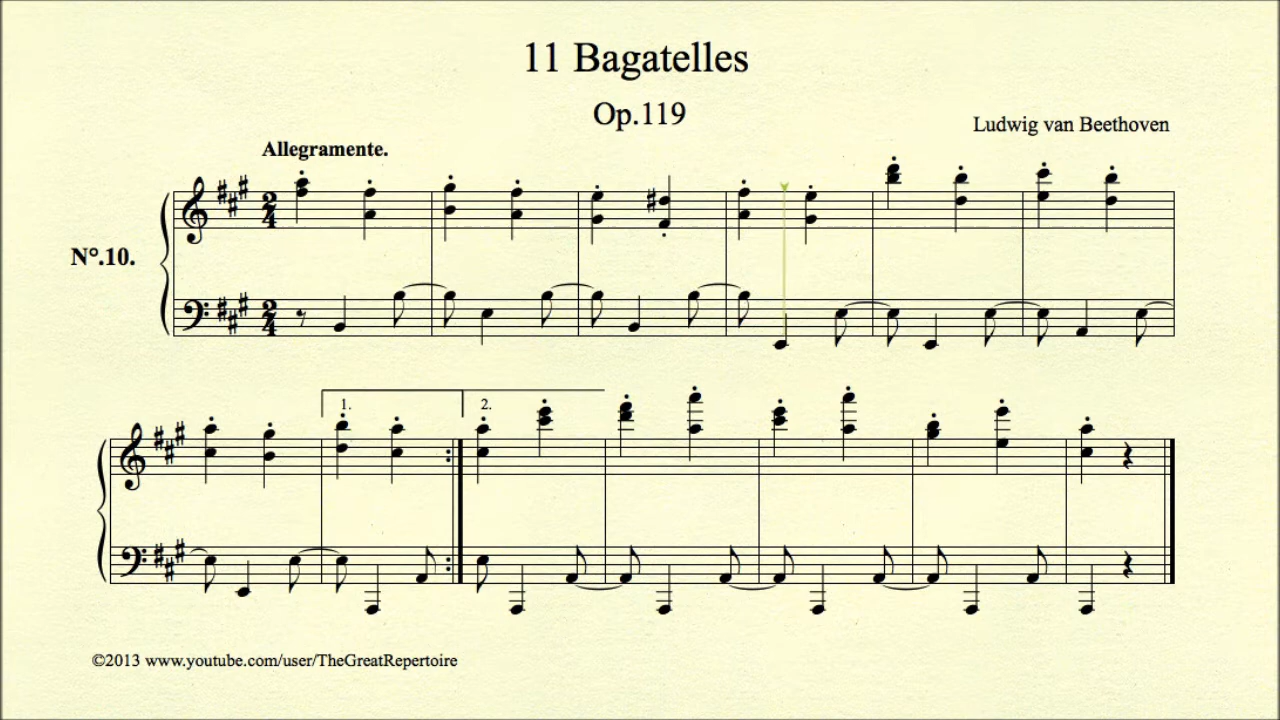 11 Bagatelles
Op.119
Ludwig van Beethoven
Allegramente.
N°.10.
2
4
2
4
1.
2.
©2013 www.youtube.com/user/TheGreatRepertoire